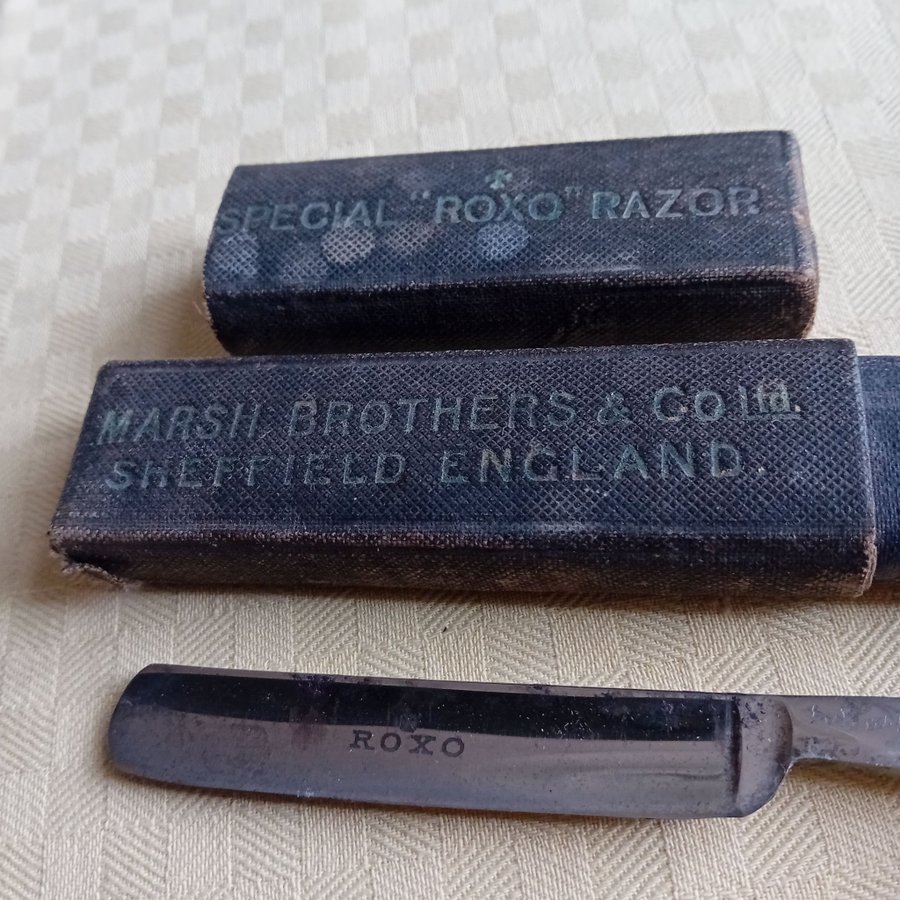 SPECIAL "ROXO" RAZOR
MARSH BROTHERS & Co Ltd.
SHEFFIELD ENGLAND.
ROXO